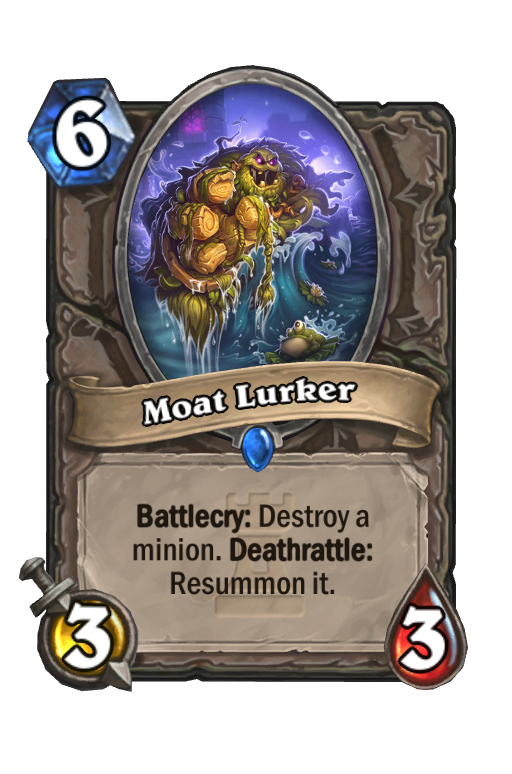 6
Moat Lurker
Battlecry: Destroy a
minion. Deathrattle:
Resummon it.
3
3